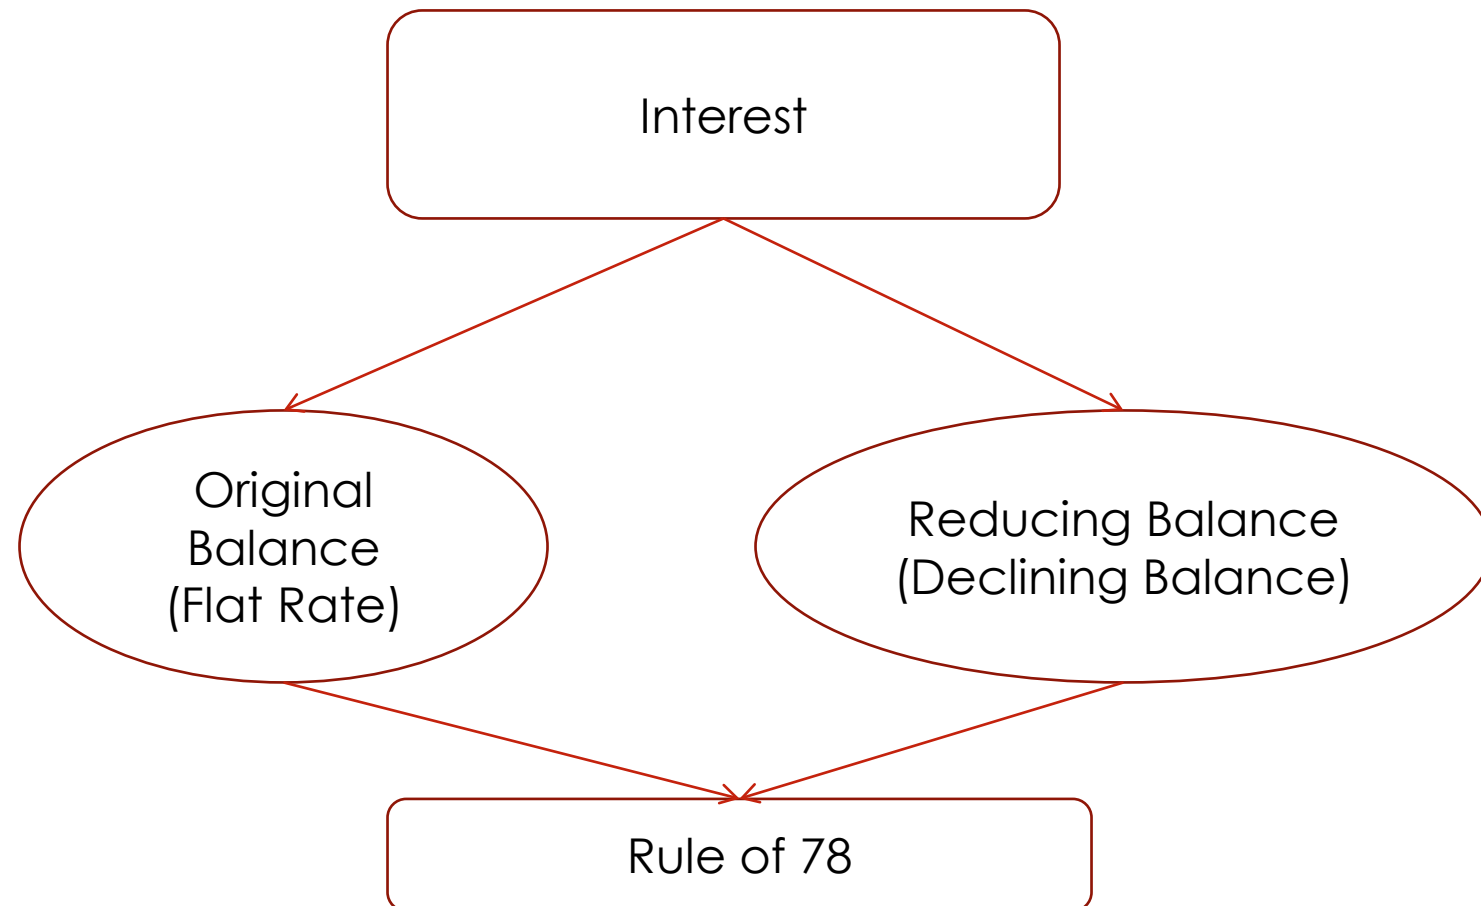 Interest
Original
Balance
(Flat Rate)
Reducing Balance
(Declining Balance)
Rule of 78